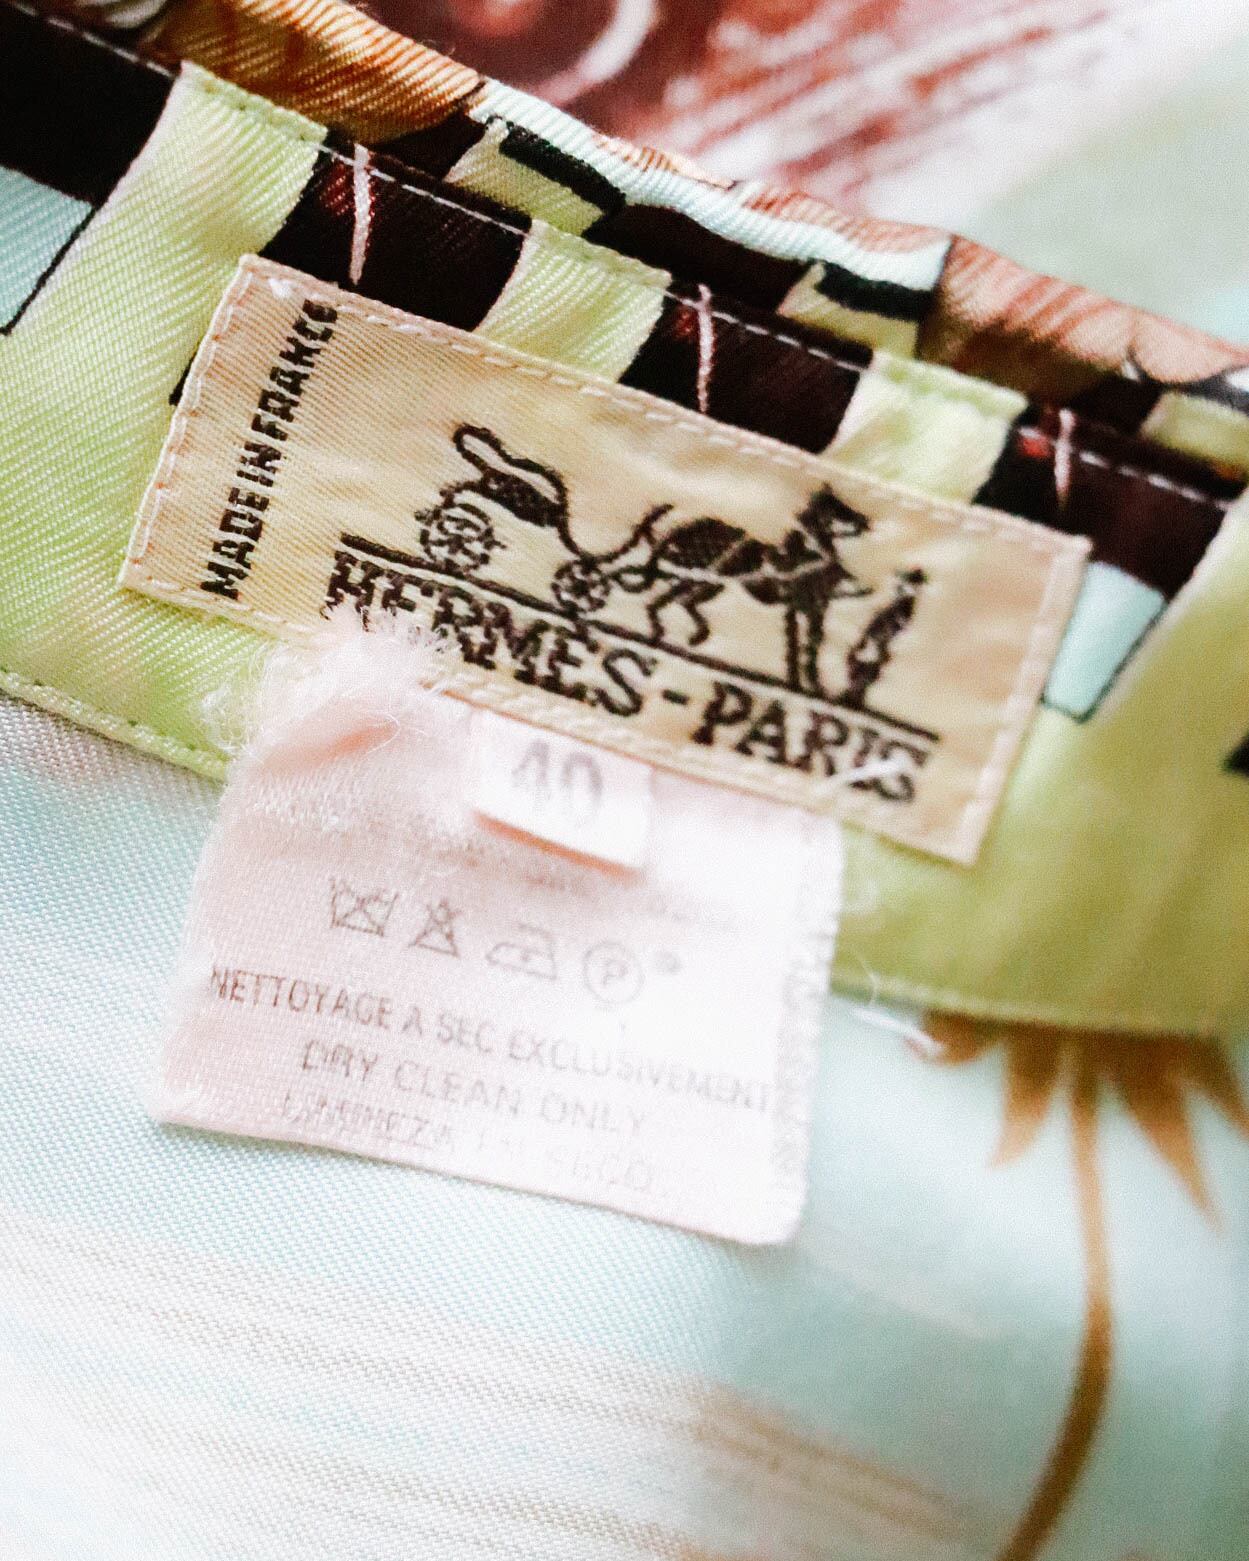 MADE IN FRANCE
HERMES-PARIS
40
P
NETTOYAGE A SEC EXCLUSIVEMENT
DRY CLEAN ONLY